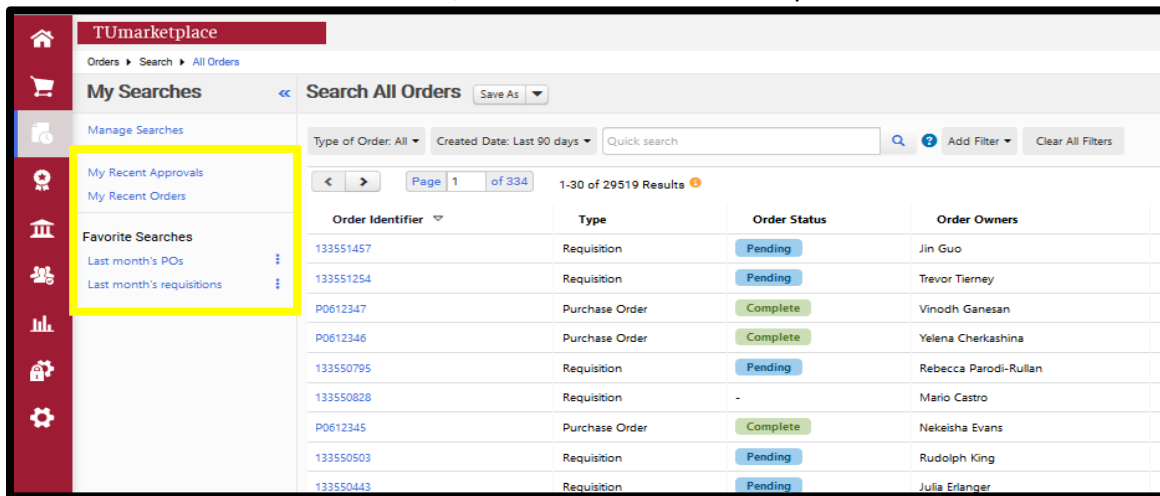 TUmarketplace
Orders ▸ Search ▸ All Orders
My Searches «
Manage Searches
My Recent Approvals
My Recent Orders
Favorite Searches
Last month's POs
Last month's requisitions
Search All Orders Save As
Type of Order: All Created Date: Last 90 days Quick search ? Add Filter Clear All Filters
< > Page 1 of 334 1-30 of 29519 Results
Order Identifier Type Order Status Order Owners
133551457 Requisition Pending Jin Guo
133551254 Requisition Pending Trevor Tierney
P0612347 Purchase Order Complete Vinodh Ganesan
P0612346 Purchase Order Complete Yelena Cherkashina
133550795 Requisition Pending Rebecca Parodi-Rullan
133550828 Requisition - Mario Castro
P0612345 Purchase Order Complete Nekeisha Evans
133550503 Requisition Pending Rudolph King
133550443 Requisition Pending Julia Erlanger